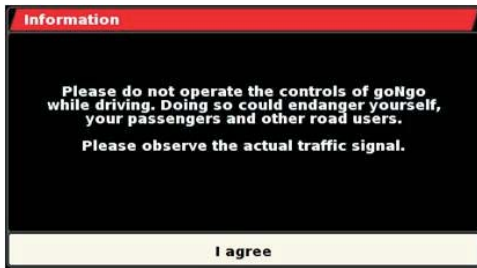 Information
Please do not operate the controls of goNgo
while driving. Doing so could endanger yourself,
your passengers and other road users.
Please observe the actual traffic signal.
I agree